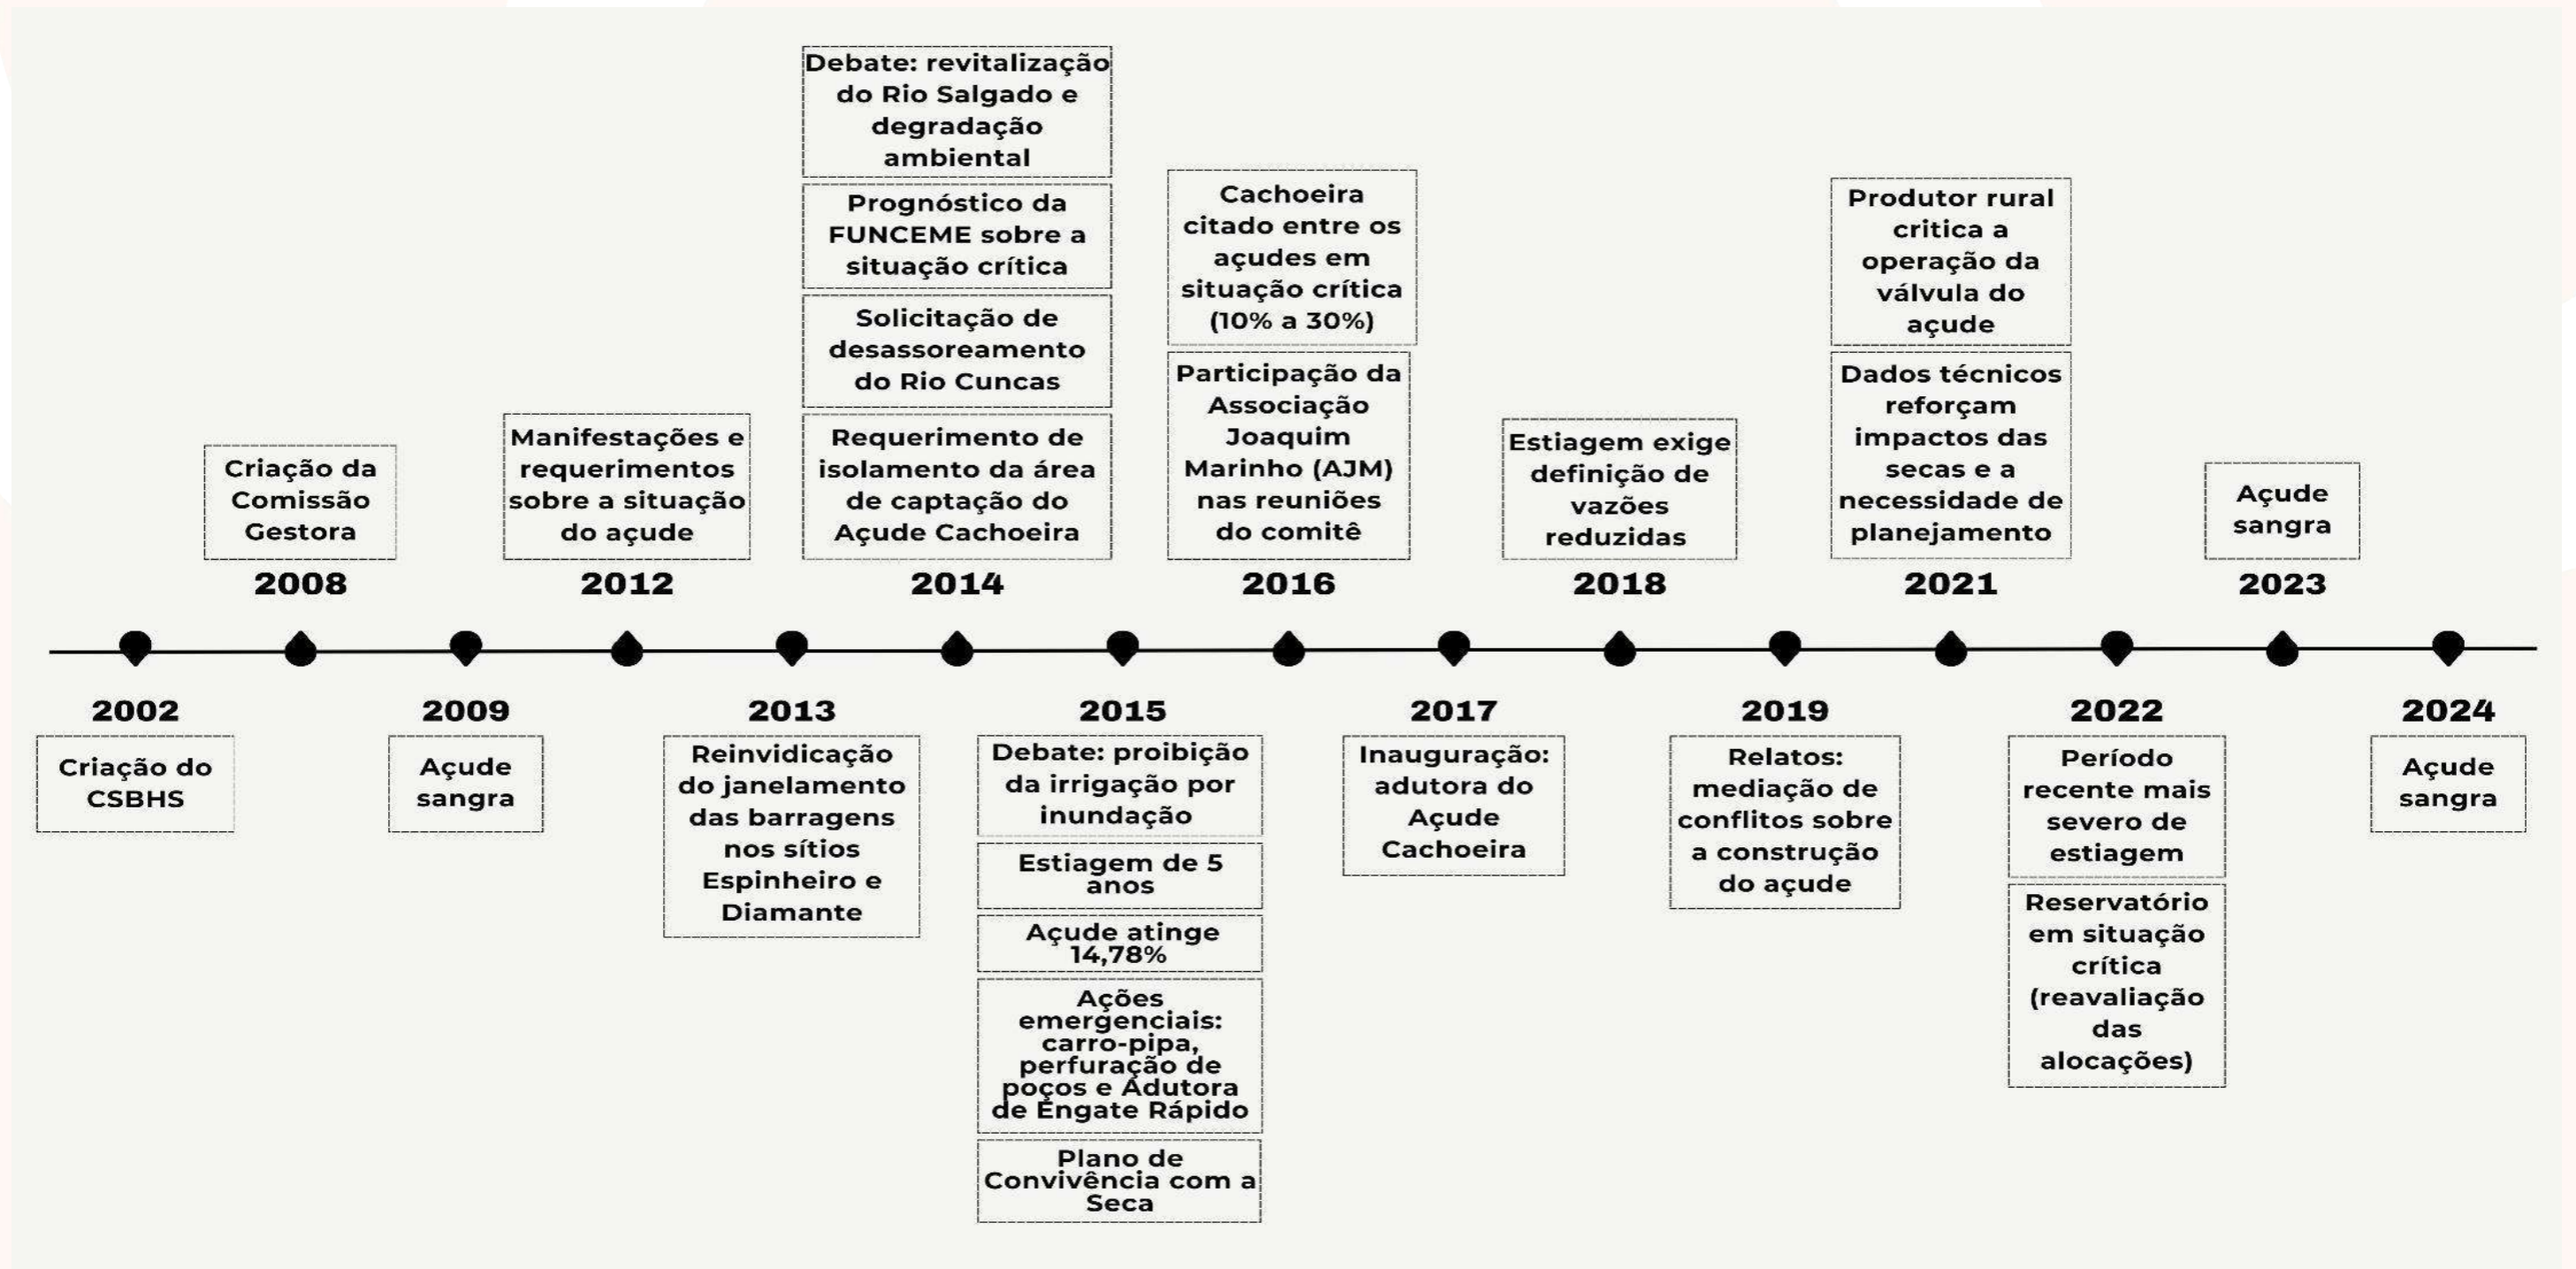 Debate: revitalização
do Rio Salgado e
degradação
ambiental
Prognóstico da
FUNCEME sobre a
situação crítica
Solicitação de
desassoreamento
do Rio Cuncas
Requerimento de
isolamento da área
de captação do
Açude Cachoeira
Cachoeira
citado entre os
açudes em
situação crítica
(10% a 30%)
Participação da
Associação
Joaquim
Marinho (AJM)
nas reuniões
do comitê
Produtor rural
critica a
operação da
válvula do
açude
Dados técnicos
reforçam
impactos das
secas e a
necessidade de
planejamento
Criação da
Comissão
Gestora
Manifestações e
requerimentos
sobre a situação
do açude
Estiagem exige
definição de
vazões
reduzidas
Açude
sangra
2008
2012
2014
2016
2018
2021
2023
2002
2009
2013
2015
2017
2019
2022
2024
Criação do
CSBHS
Açude
sangra
Reinvidicação
do janelamento
das barragens
nos sítios
Espinheiro e
Diamante
Debate: proibição
da irrigação por
inundação
Estiagem de 5
anos
Açude atinge
14,78%
Ações
emergenciais:
carro-pipa,
perfuração de
poços e Adutora
de Engate Rápido
Plano de
Convivência com a
Seca
Inauguração:
adutora do
Açude
Cachoeira
Relatos:
mediação de
conflitos sobre
a construção
do açude
Período
recente mais
severo de
estiagem
Reservatório
em situação
crítica
(reavaliação
das
alocações)
Açude
sangra